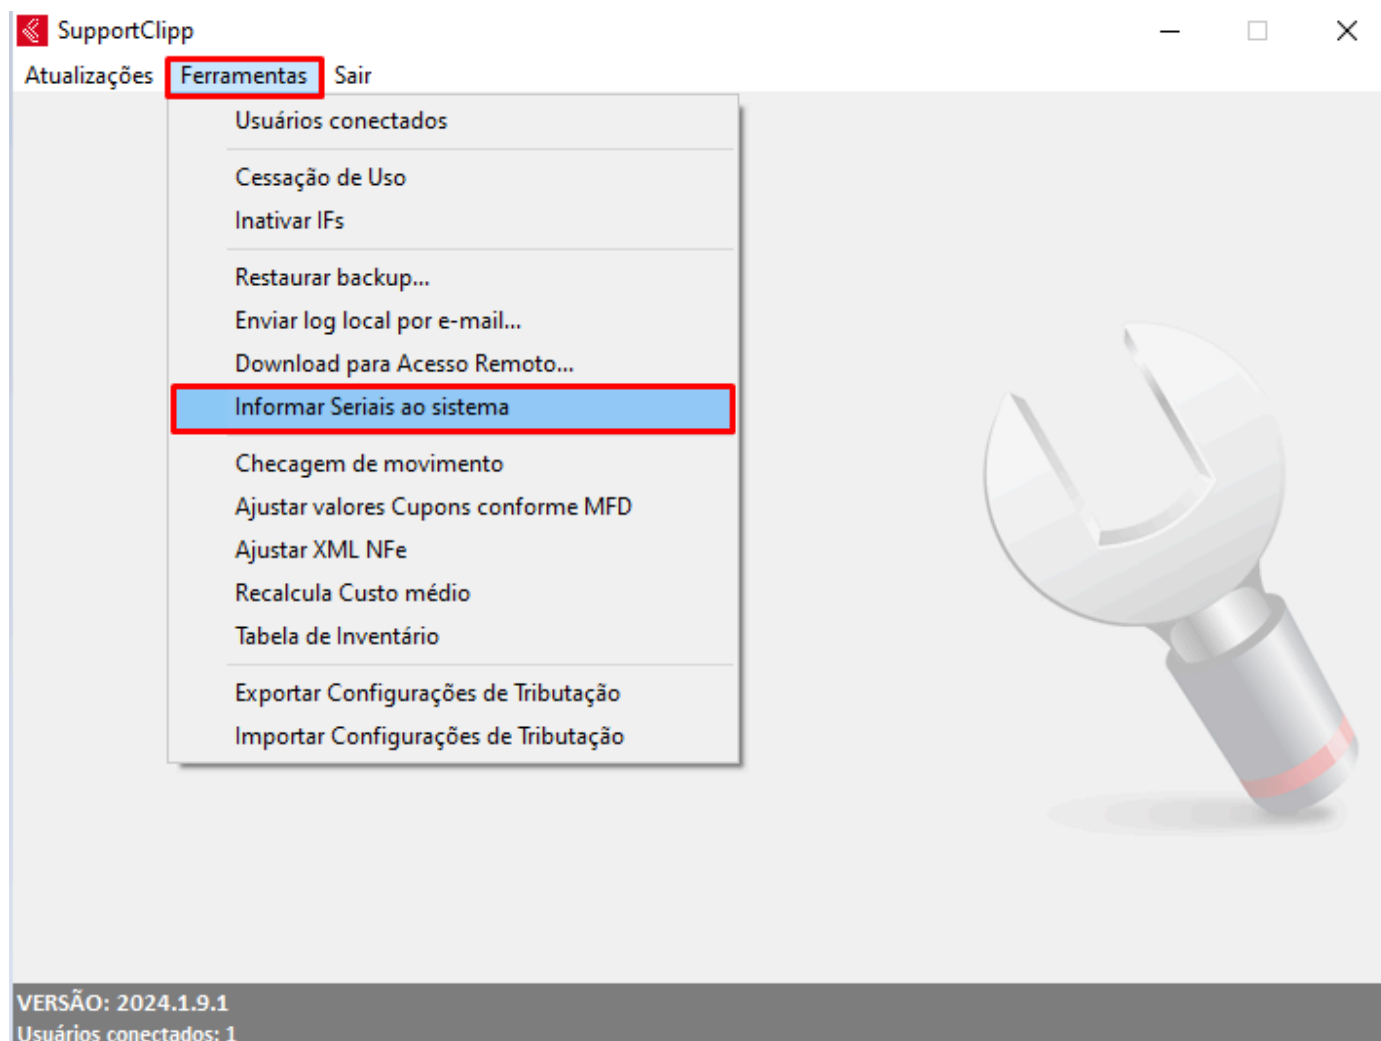 SupportClipp
Atualizações Ferramentas Sair
Usuários conectados
Cessação de Uso
Inativar IFs
Restaurar backup...
Enviar log local por e-mail...
Download para Acesso Remoto...
Informar Seriais ao sistema
Checagem de movimento
Ajustar valores Cupons conforme MFD
Ajustar XML NFe
Recalcula Custo médio
Tabela de Inventário
Exportar Configurações de Tributação
Importar Configurações de Tributação
VERSÃO: 2024.1.9.1
Usuários conectados: 1